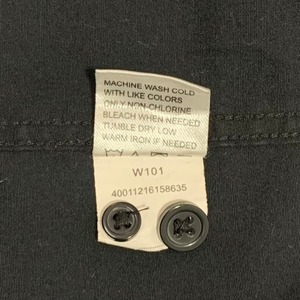 MACHINE WASH COLD
WITH LIKE COLORS
ONLY NON-CHLORINE
BLEACH WHEN NEEDED
TUMBLE DRY LOW
WARM IRON IF NEEDED
W101
40011216158635